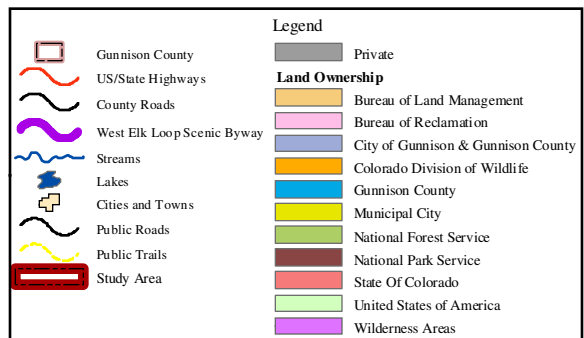 Legend
Gunnison County
US/State Highways
County Roads
West Elk Loop Scenic Byway
Streams
Lakes
Cities and Towns
Public Roads
Public Trails
Study Area
Private
Land Ownership
Bureau of Land Management
Bureau of Reclamation
City of Gunnison & Gunnison County
Colorado Division of Wildlife
Gunnison County
Municipal City
National Forest Service
National Park Service
State Of Colorado
United States of America
Wilderness Areas